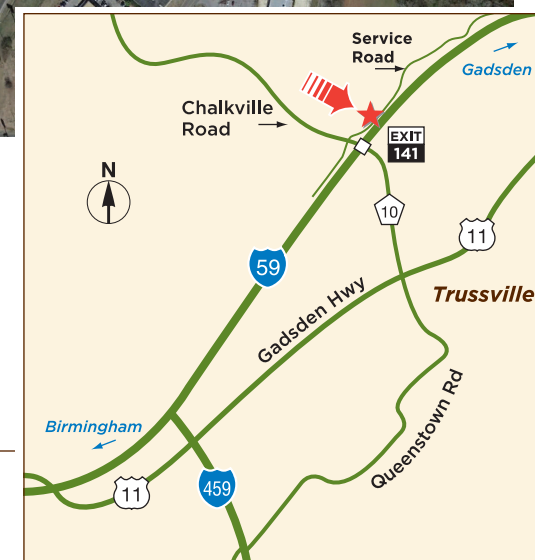 Service
Road
Gadsden
Chalkville
Road
EXIT
141
N
10
11
59
Gadsden Hwy
Trussville
Birmingham
Queenstown Rd
11
459